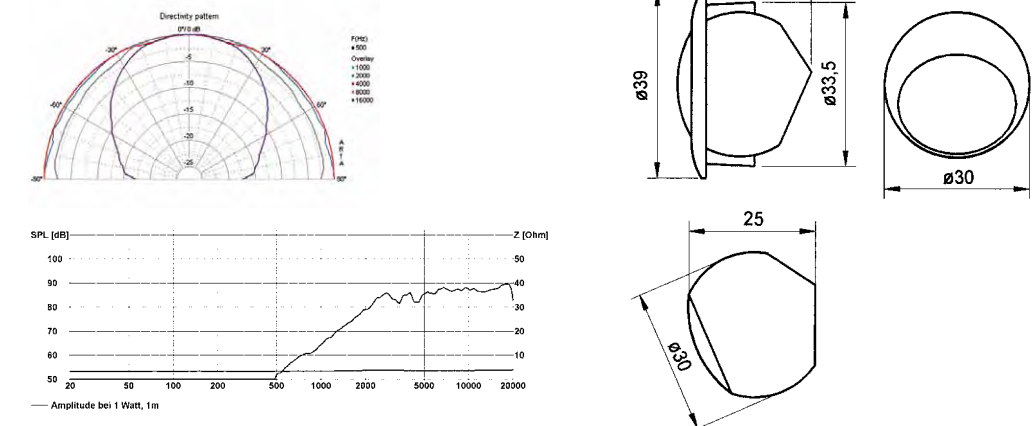 Directivity pattern
0°/0 dB
-30°
30°
-5
-10
-60°
60°
-15
-20
-25
-90°
90°
F(Hz)
500
Overlay
1000
2000
4000
8000
16000
A
R
T
A
SPL [dB]
Z [Ohm]
100
50
90
40
80
30
70
20
60
10
50
20
50
100
200
500
1000
2000
5000
10000
20000
Amplitude bei 1 Watt, 1m
ø39
ø33,5
ø30
25
ø30